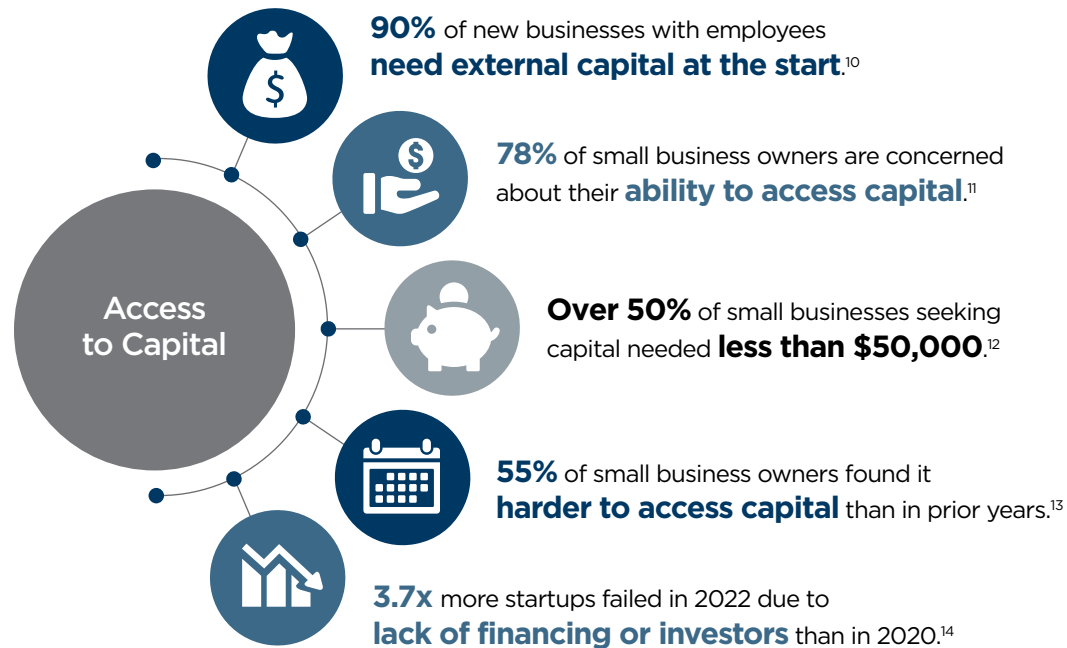 90% of new businesses with employees
need external capital at the start.10
$
$
78% of small business owners are concerned
about their ability to access capital.11
Access
to Capital
Over 50% of small businesses seeking
capital needed less than $50,000.12
55% of small business owners found it
harder to access capital than in prior years.13
3.7x more startups failed in 2022 due to
lack of financing or investors than in 2020.14